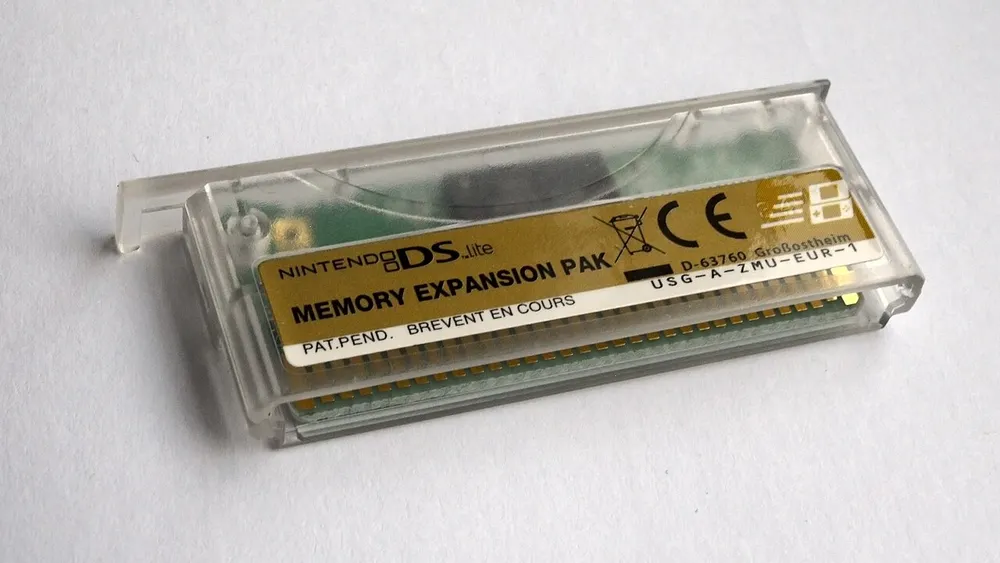 NINTENDO DS Lite
MEMORY EXPANSION PAK
PAT.PEND. BREVENT EN COURS
CE
D-63760 Großostheim
USG-A-ZMU-EUR-1